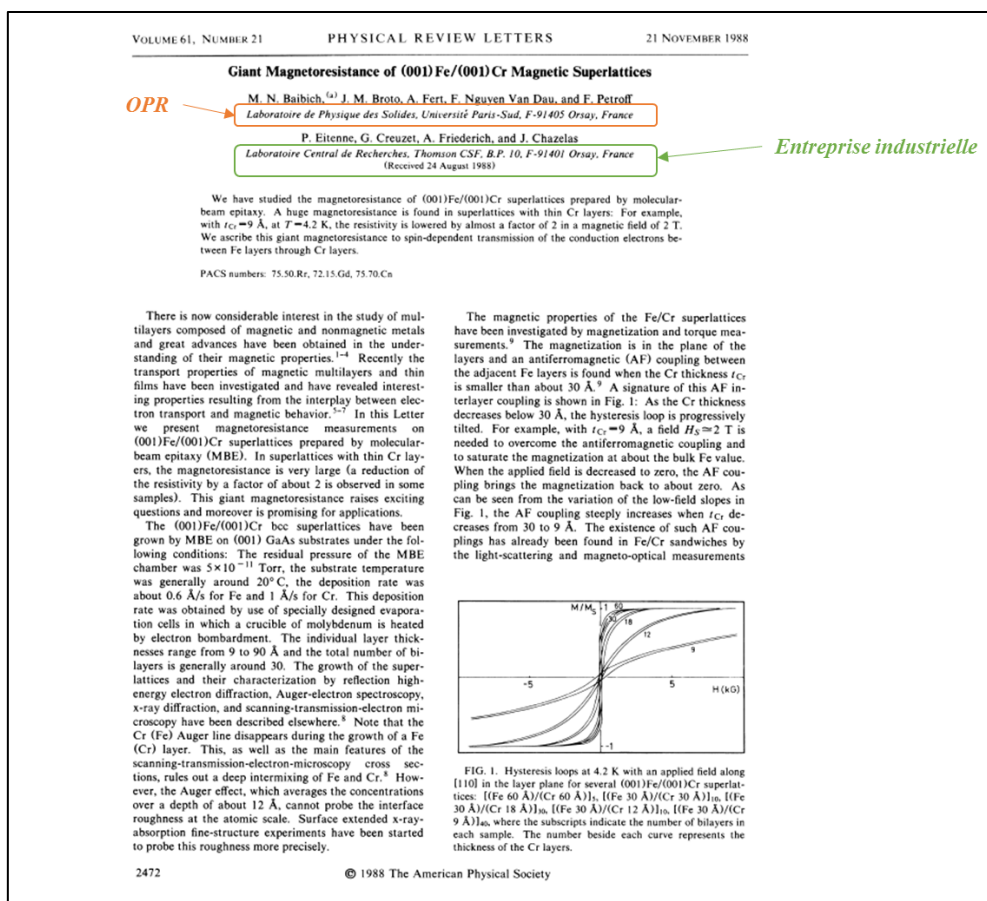 VOLUME 61, NUMBER 21 PHYSICAL REVIEW LETTERS 21 NOVEMBER 1988
Giant Magnetoresistance of (001)Fe/(001)Cr Magnetic Superlattices
M. N. Baibich, (a) J. M. Broto, A. Fert, F. Nguyen Van Dau, and F. Petroff
OPR
Laboratoire de Physique des Solides, Université Paris-Sud, F-91405 Orsay, France
P. Eitenne, G. Creuzet, A. Friederich, and J. Chazelas
Laboratoire Central de Recherches, Thomson CSF, B.P. 10, F-91401 Orsay, France
(Received 24 August 1988)
Entreprise industrielle
We have studied the magnetoresistance of (001)Fe/(001)Cr superlattices prepared by molecular-
beam epitaxy. A huge magnetoresistance is found in superlattices with thin Cr layers: For example,
with tCr=9 Å, at T=4.2 K, the resistivity is lowered by almost a factor of 2 in a magnetic field of 2 T.
We ascribe this giant magnetoresistance to spin-dependent transmission of the conduction electrons be-
tween Fe layers through Cr layers.
PACS numbers: 75.50.Rr, 72.15.Gd, 75.70.Cn
There is now considerable interest in the study of mul-
tilayers composed of magnetic and nonmagnetic metals
and great advances have been obtained in the under-
standing of their magnetic properties.1-4 Recently the
transport properties of magnetic multilayers and thin
films have been investigated and have revealed interest-
ing properties resulting from the interplay between elec-
tron transport and magnetic behavior.5-7 In this Letter
we present magnetoresistance measurements on
(001)Fe/(001)Cr superlattices prepared by molecular-
beam epitaxy (MBE). In superlattices with thin Cr lay-
ers, the magnetoresistance is very large (a reduction of
the resistivity by a factor of about 2 is observed in some
samples). This giant magnetoresistance raises exciting
questions and moreover is promising for applications.
The (001)Fe/(001)Cr bcc superlattices have been
grown by MBE on (001) GaAs substrates under the fol-
lowing conditions: The residual pressure of the MBE
chamber was 5×10−11 Torr, the substrate temperature
was generally around 20°C, the deposition rate was
about 0.6 Å/s for Fe and 1 Å/s for Cr. This deposition
rate was obtained by use of specially designed evapora-
tion cells in which a crucible of molybdenum is heated
by electron bombardment. The individual layer thick-
nesses range from 9 to 90 Å and the total number of bi-
layers is generally around 30. The growth of the super-
lattices and their characterization by reflection high-
energy electron diffraction, Auger-electron spectroscopy,
x-ray diffraction, and scanning-transmission-electron mi-
croscopy have been described elsewhere.8 Note that the
Cr (Fe) Auger line disappears during the growth of a Fe
(Cr) layer. This, as well as the main features of the
scanning-transmission-electron-microscopy cross sec-
tions, rules out a deep intermixing of Fe and Cr.8 How-
ever, the Auger effect, which averages the concentrations
over a depth of about 12 Å, cannot probe the interface
roughness at the atomic scale. Surface extended x-ray-
absorption fine-structure experiments have been started
to probe this roughness more precisely.
The magnetic properties of the Fe/Cr superlattices
have been investigated by magnetization and torque mea-
surements.9 The magnetization is in the plane of the
layers and an antiferromagnetic (AF) coupling between
the adjacent Fe layers is found when the Cr thickness tCr
is smaller than about 30 Å.9 A signature of this AF in-
terlayer coupling is shown in Fig. 1: As the Cr thickness
decreases below 30 Å, the hysteresis loop is progressively
tilted. For example, with tCr=9 Å, a field HS≃2 T is
needed to overcome the antiferromagnetic coupling and
to saturate the magnetization at about the bulk Fe value.
When the applied field is decreased to zero, the AF cou-
pling brings the magnetization back to about zero. As
can be seen from the variation of the low-field slopes in
Fig. 1, the AF coupling steeply increases when tCr de-
creases from 30 to 9 Å. The existence of such AF cou-
plings has already been found in Fe/Cr sandwiches by
the light-scattering and magneto-optical measurements
M/MS 1 60
30 18
12
9
-5 5 H(kG)
-1
FIG. 1. Hysteresis loops at 4.2 K with an applied field along
[110] in the layer plane for several (001)Fe/(001)Cr superlat-
tices: [(Fe 60 Å)/(Cr 60 Å)]5, [(Fe 30 Å)/(Cr 30 Å)]10, [(Fe
30 Å)/(Cr 18 Å)]30, [(Fe 30 Å)/(Cr 12 Å)]10, [(Fe 30 Å)/(Cr
9 Å)]40, where the subscripts indicate the number of bilayers in
each sample. The number beside each curve represents the
thickness of the Cr layers.
2472 © 1988 The American Physical Society